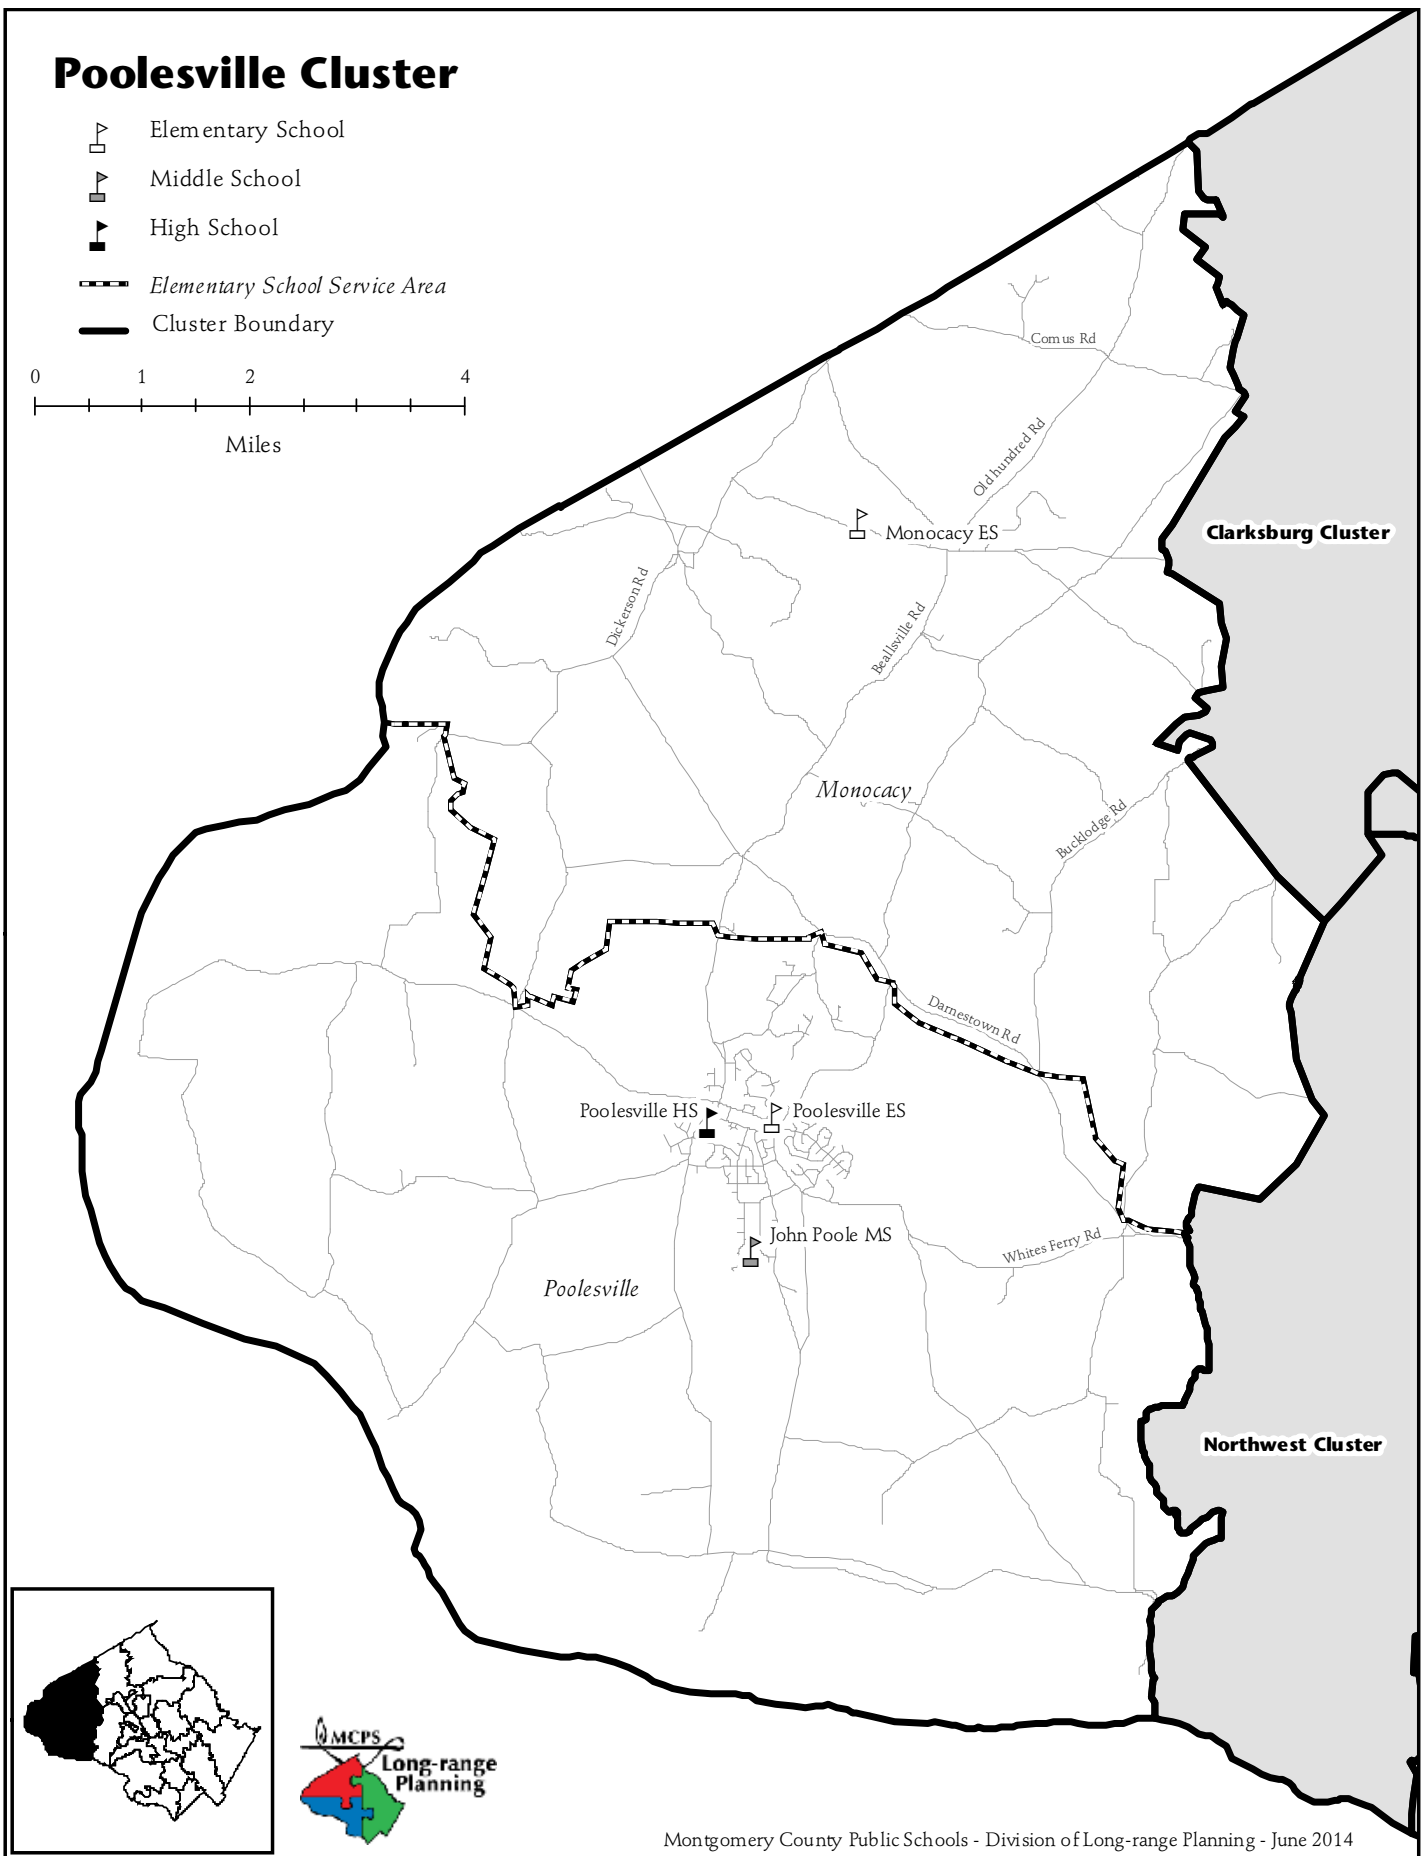 Poolesville Cluster
Elementary School
Middle School
High School
Elementary School Service Area
Cluster Boundary
0 1 2 4
Miles
Comus Rd
Old hundred Rd
Monocacy ES
Clarksburg Cluster
Dickerson Rd
Beallsville Rd
Monocacy
Bucklodge Rd
Darnestown Rd
Poolesville HS
Poolesville ES
John Poole MS
Whites Ferry Rd
Poolesville
Northwest Cluster
MCPS
Long-range
Planning
Montgomery County Public Schools - Division of Long-range Planning - June 2014